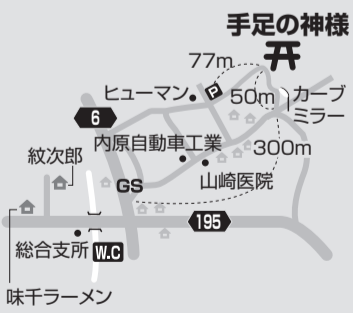 手足の神様
77m
ヒューマン
P
50m
カーブ
ミラー
6
内原自動車工業
300m
紋次郎
GS
山崎医院
195
総合支所
W.C
味千ラーメン